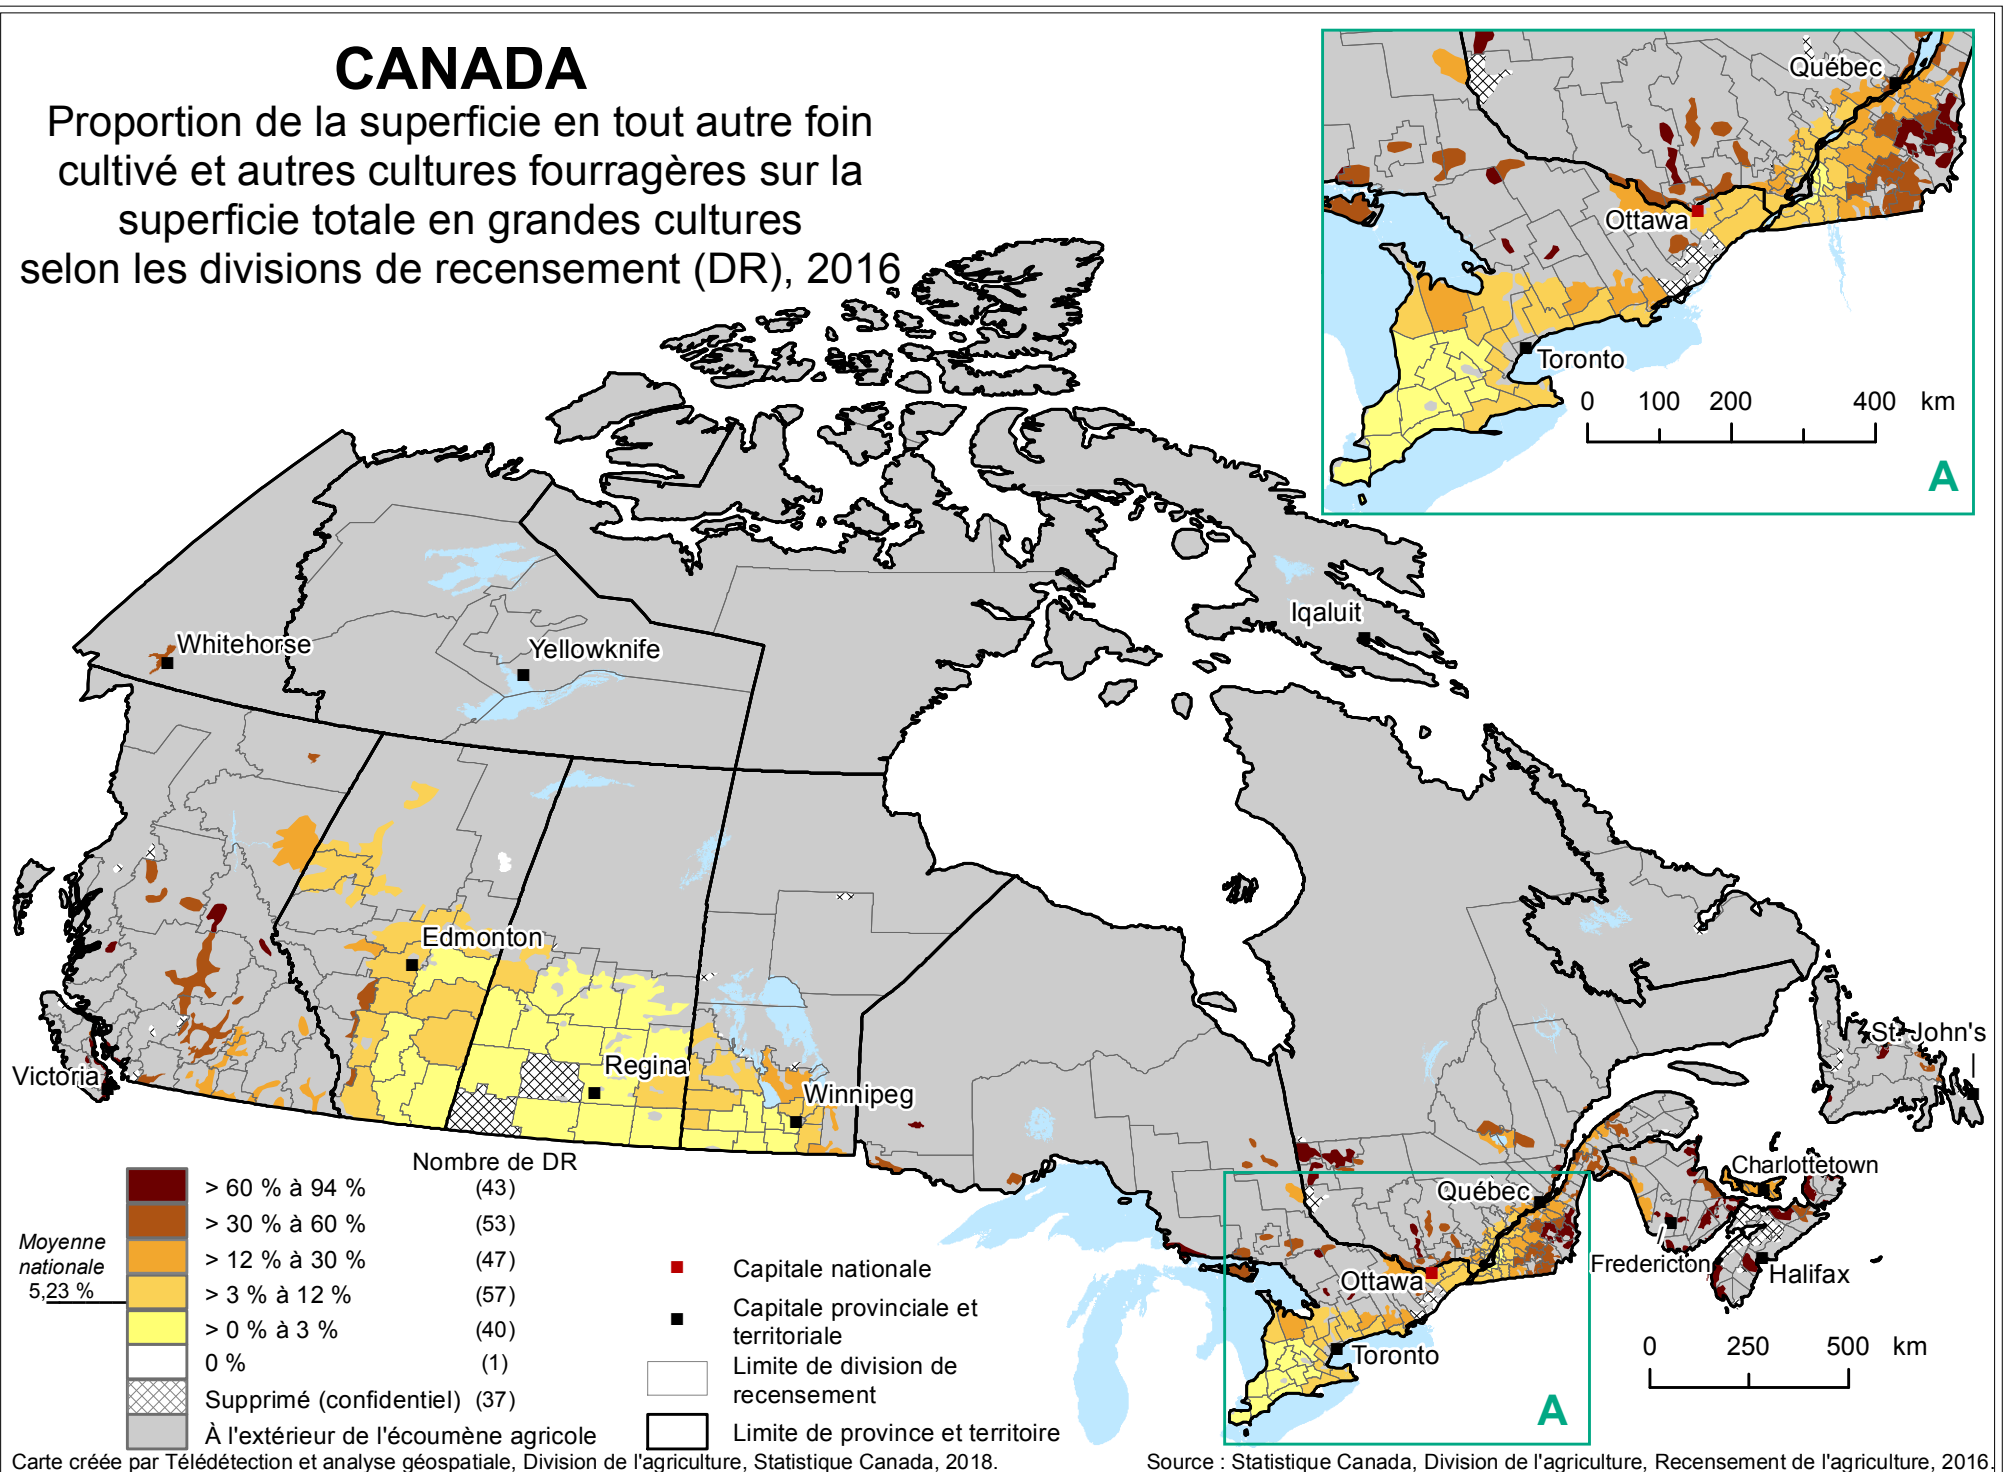 CANADA
Proportion de la superficie en tout autre foin
cultivé et autres cultures fourragères sur la
superficie totale en grandes cultures
selon les divisions de recensement (DR), 2016
Québec
Ottawa
Toronto
0 100 200 400 km
A
Iqaluit
Whitehorse
Yellowknife
Edmonton
Regina
Winnipeg
Victoria
St. John's
Charlottetown
Québec
Fredericton
Halifax
Ottawa
Toronto
A
0 250 500 km
Nombre de DR
> 60 % à 94 % (43)
> 30 % à 60 % (53)
> 12 % à 30 % (47)
> 3 % à 12 % (57)
> 0 % à 3 % (40)
0 % (1)
Supprimé (confidentiel) (37)
À l'extérieur de l'écoumène agricole
Moyenne
nationale
5,23 %
Capitale nationale
Capitale provinciale et
territoriale
Limite de division de
recensement
Limite de province et territoire
Carte créée par Télédétection et analyse géospatiale, Division de l'agriculture, Statistique Canada, 2018.
Source : Statistique Canada, Division de l'agriculture, Recensement de l'agriculture, 2016.